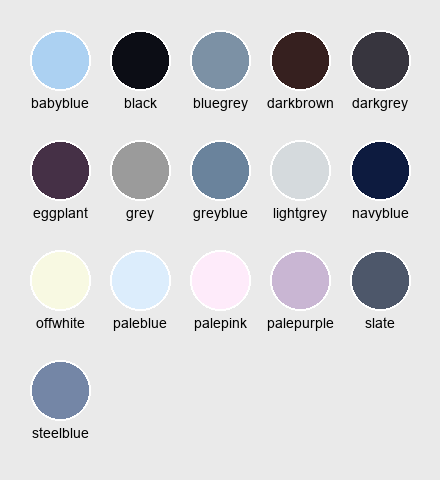 babyblue black bluegrey darkbrown darkgrey
eggplant grey greyblue lightgrey navyblue
offwhite paleblue palepink palepurple slate
steelblue